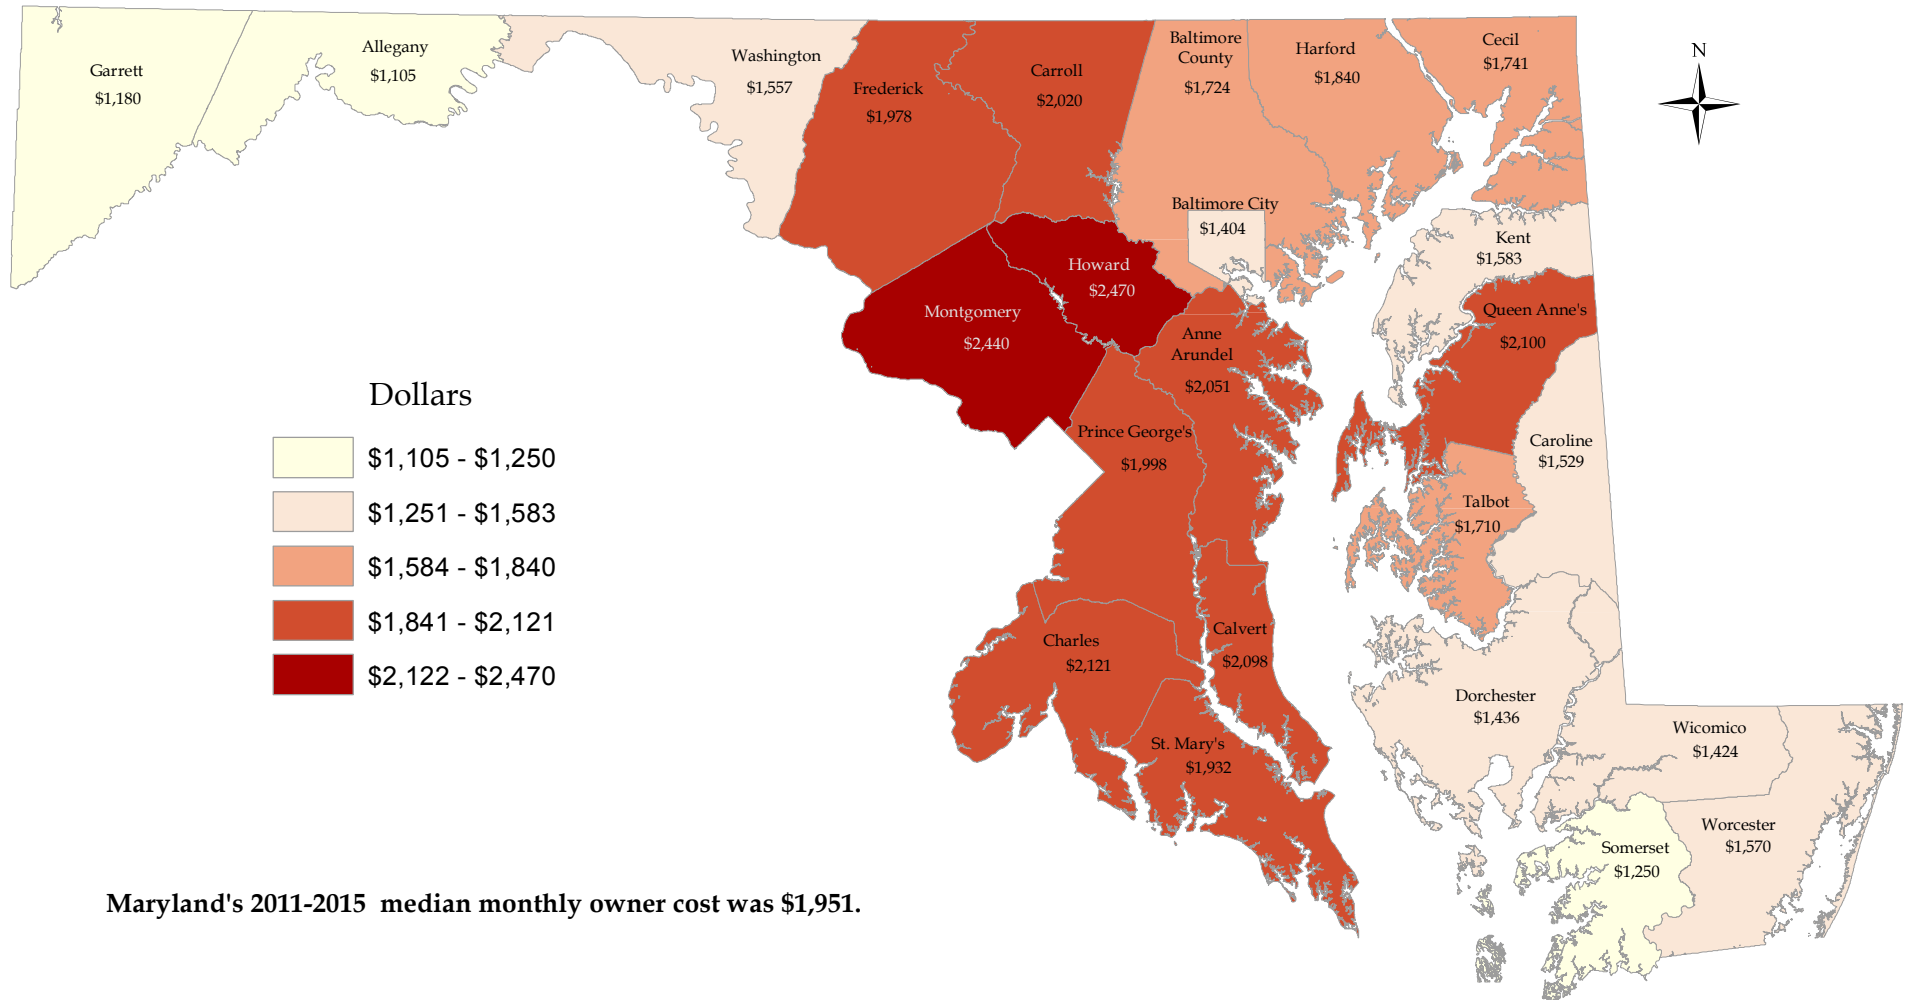 Garrett
$1,180
Allegany
$1,105
Washington
$1,557
Frederick
$1,978
Carroll
$2,020
Baltimore
County
$1,724
Harford
$1,840
Cecil
$1,741
N
Baltimore City
$1,404
Kent
$1,583
Howard
$2,470
Montgomery
$2,440
Queen Anne's
$2,100
Anne
Arundel
$2,051
Prince George's
$1,998
Caroline
$1,529
Talbot
$1,710
Dollars
$1,105 - $1,250
$1,251 - $1,583
$1,584 - $1,840
$1,841 - $2,121
$2,122 - $2,470
Charles
$2,121
Calvert
$2,098
Dorchester
$1,436
St. Mary's
$1,932
Wicomico
$1,424
Worcester
$1,570
Somerset
$1,250
Maryland's 2011-2015 median monthly owner cost was $1,951.